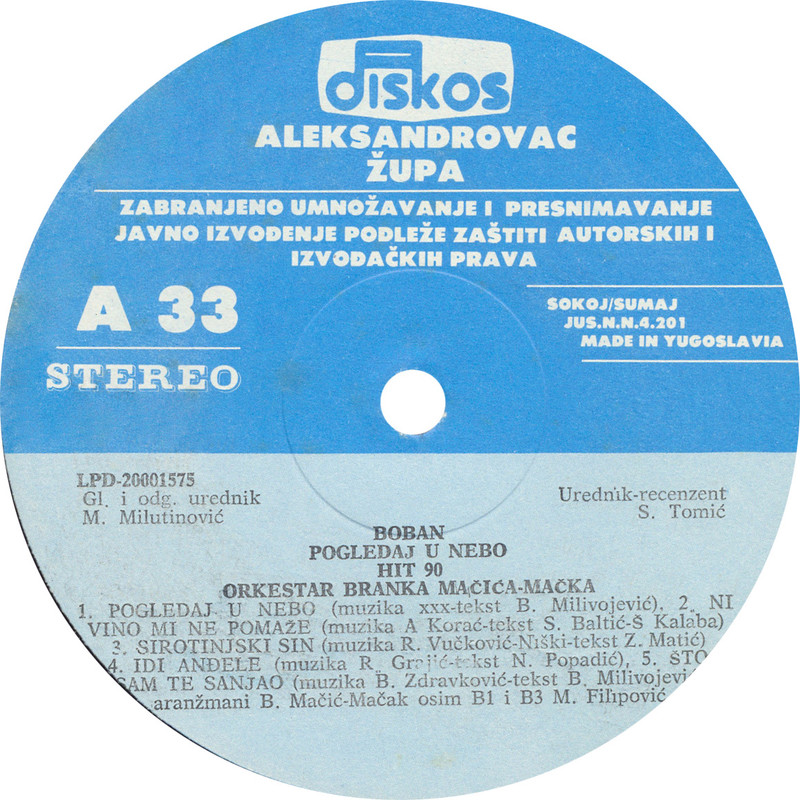 diskos
ALEKSANDROVAC
ŽUPA
ZABRANJENO UMNOŽAVANJE I PRESNIMAVANJE
JAVNO IZVOĐENJE PODLEŽE ZAŠTITI AUTORSKIH I
IZVOĐAČKIH PRAVA
A 33
STEREO
SOKOJ/SUMAJ
JUS.N.N.4.201
MADE IN YUGOSLAVIA
LPD-20001575
Gl. i odg. urednik
M. Milutinović
Urednik-recenzent
S. Tomić
BOBAN
POGLEDAJ U NEBO
HIT 90
ORKESTAR BRANKA MAČIĆA-MAČKA
1. POGLEDAJ U NEBO (muzika xxx-tekst B. Milivojević), 2. NI
VINO MI NE POMAŽE (muzika A Korać-tekst S. Baltić-Š Kalaba)
3. SIROTINJSKI SIN (muzika R. Vučković-Niški-tekst Z. Matić)
4. IDI ANĐELE (muzika R. Grajić-tekst N. Popadić), 5. ŠTO
SAM TE SANJAO (muzika B. Zdravković-tekst B. Milivojević
aranžmani B. Mačić-Mačak osim B1 i B3 M. Filipović